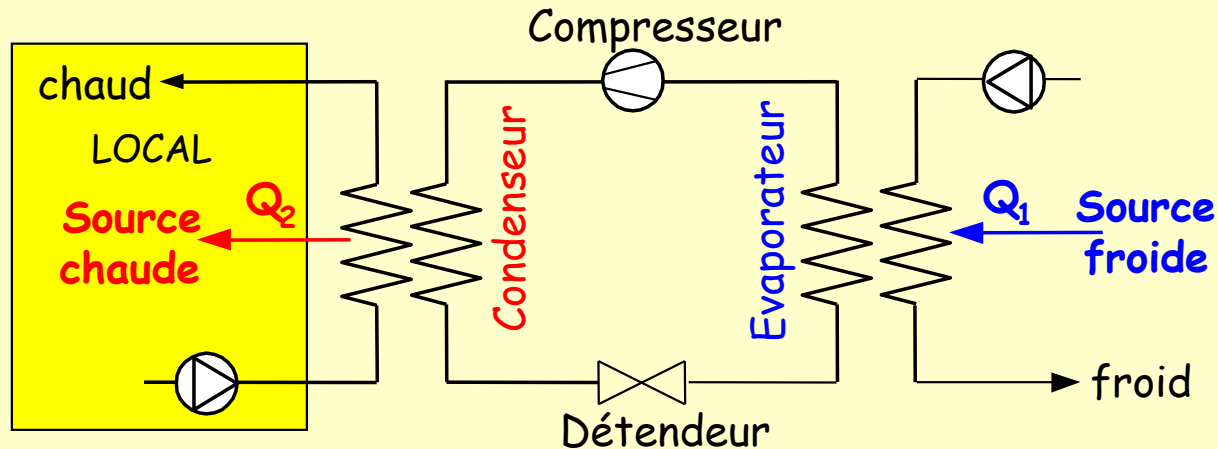 Compresseur
chaud
LOCAL
Q₂
Source
chaude
Condenseur
Evaporateur
Q₁
Source
froide
froid
Détendeur